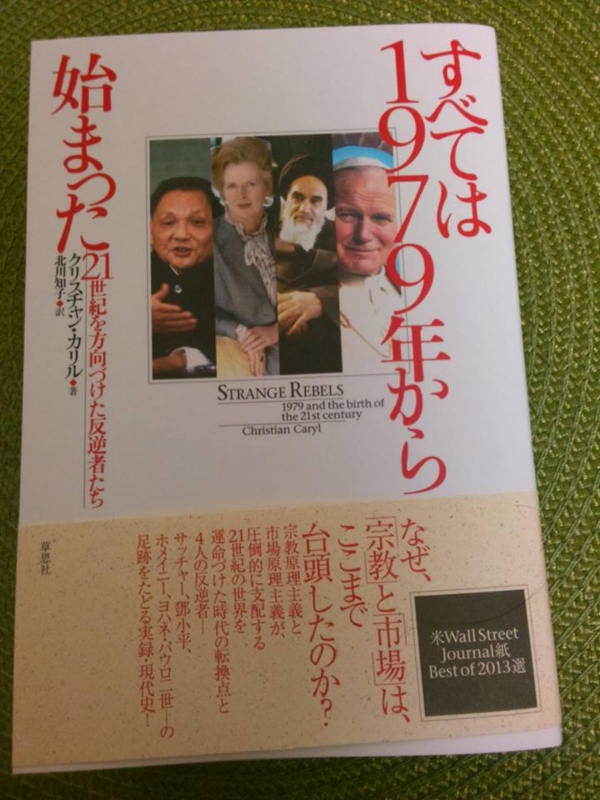 すべては
1979年から
始まった
21世紀を方向づけた反逆者たち
クリスチャン・カリル◆著
北川知子◆訳
STRANGE REBELS
1979 and the birth of
the 21st century
Christian Caryl
なぜ、
「宗教」と「市場」は、
ここまで
台頭したのか?
宗教原理主義と
市場原理主義が、
圧倒的に支配する
21世紀の世界を
運命づけた時代の転換点と
4人の反逆者―
サッチャー、鄧小平、
ホメイニー、ヨハネ・パウロ二世―の
足跡をたどる実録・現代史―
草思社
米Wall Street
Journal紙
Best of 2013選